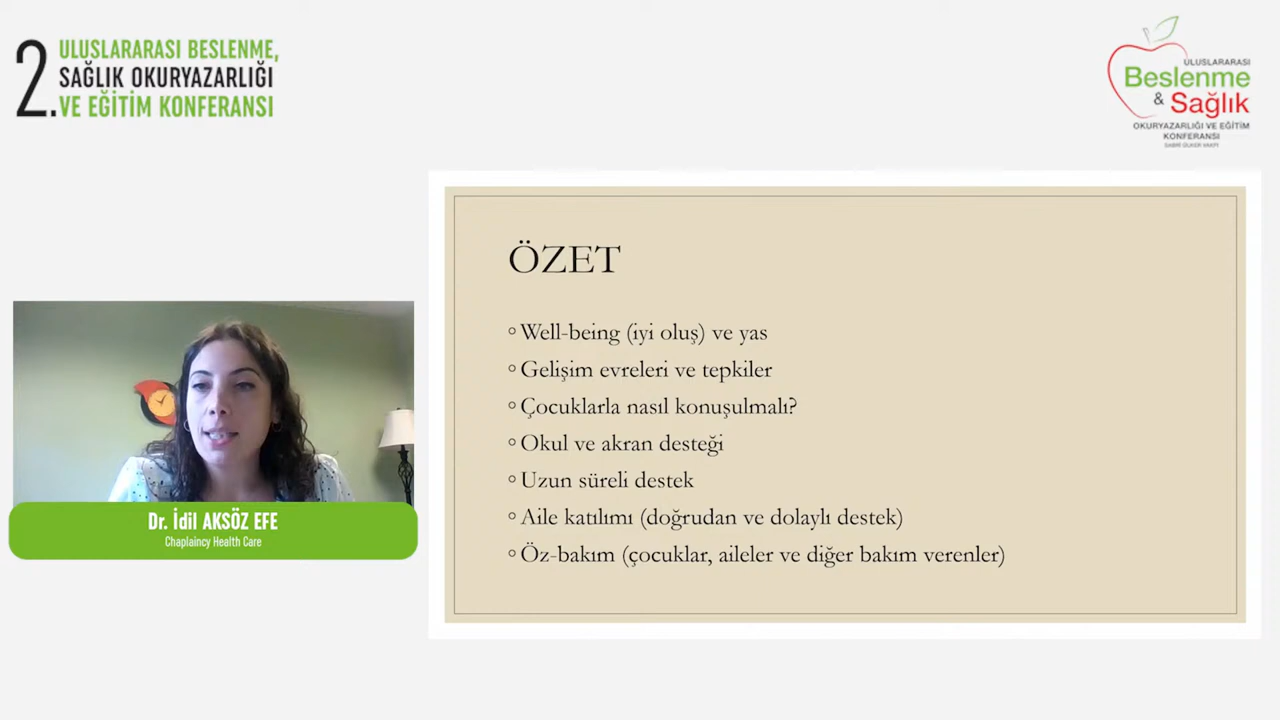 2.
ULUSLARARASI BESLENME,
SAĞLIK OKURYAZARLIĞI
VE EĞİTİM KONFERANSI
ULUSLARARASI
Beslenme
& Sağlık
OKURYAZARLIĞI VE EĞİTİM
KONFERANSI
SABRİ ÜLKER VAKFI
ÖZET
Well-being (iyi oluş) ve yas
Gelişim evreleri ve tepkiler
Çocuklarla nasıl konuşulmalı?
Okul ve akran desteği
Uzun süreli destek
Aile katılımı (doğrudan ve dolaylı destek)
Öz-bakım (çocuklar, aileler ve diğer bakım verenler)
Dr. İdil AKSÖZ EFE
Chaplaincy Health Care